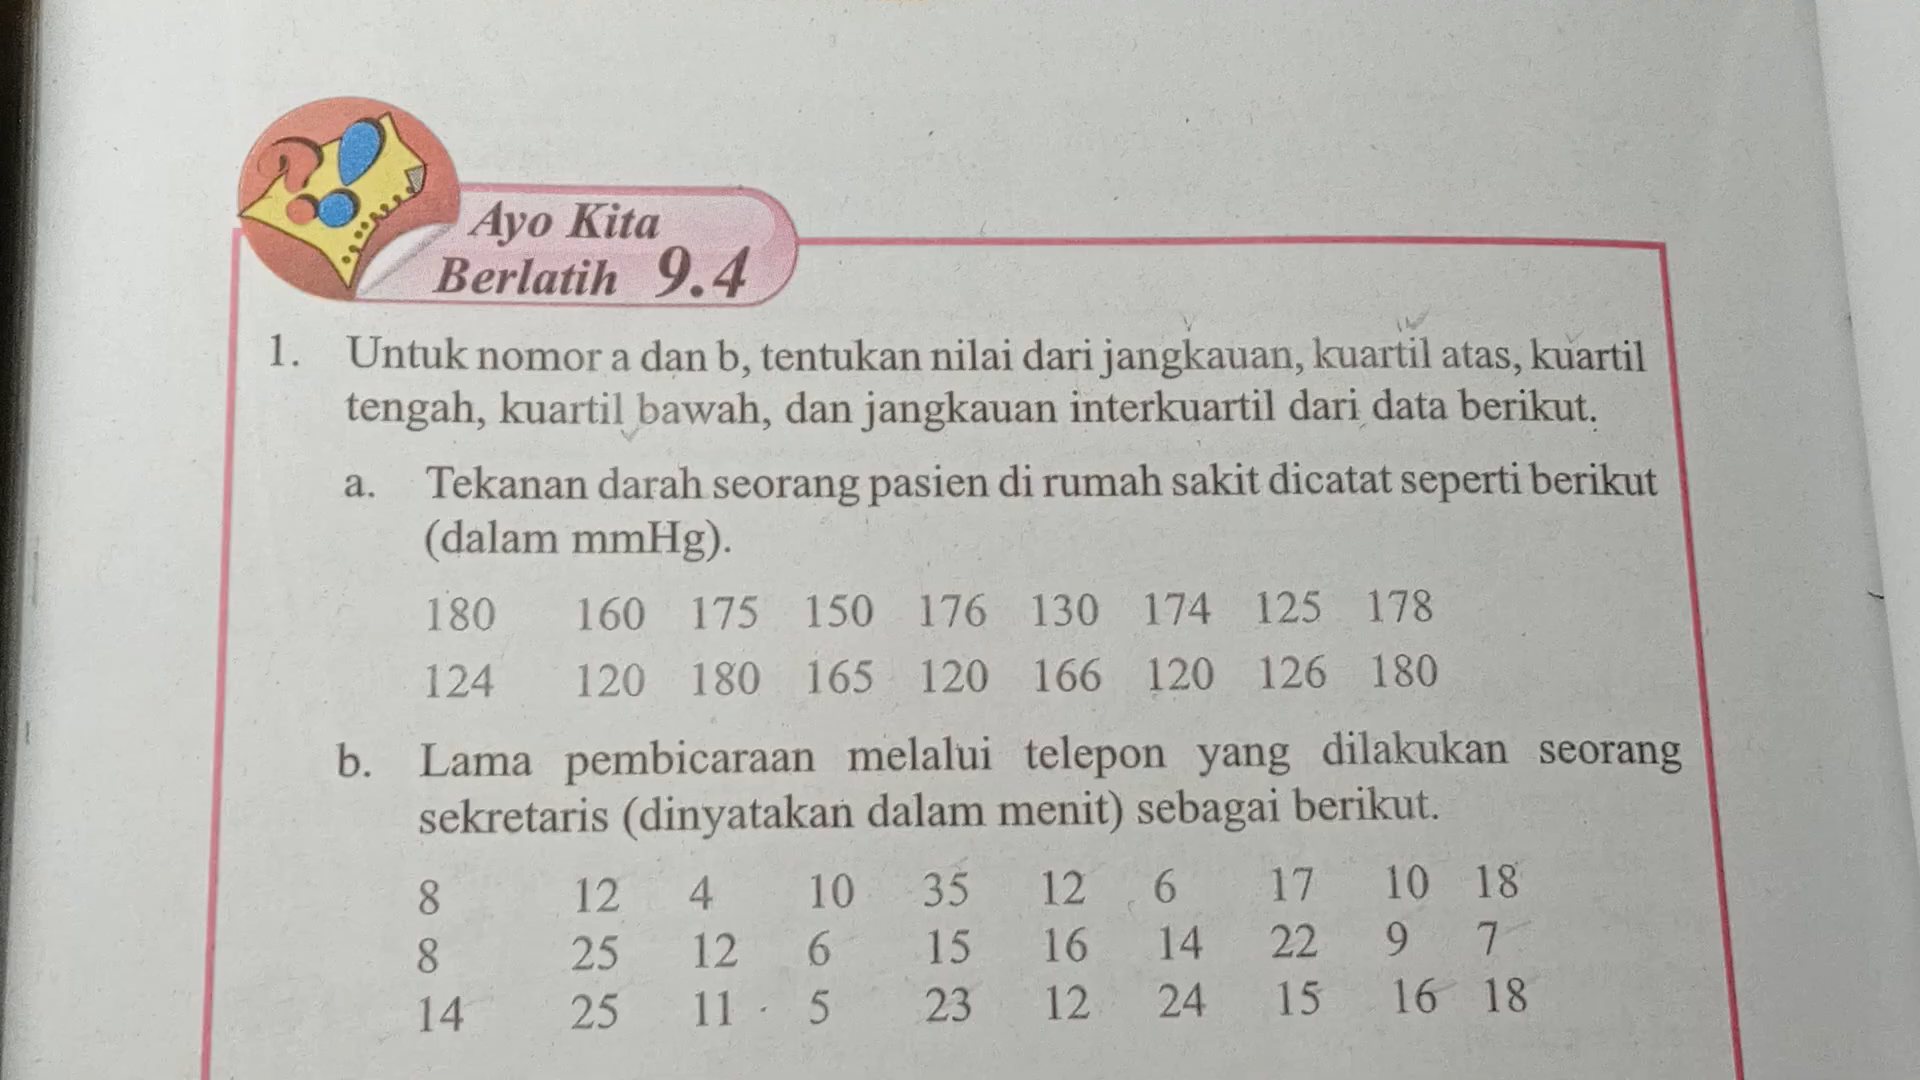 Ayo Kita
Berlatih 9.4
1. Untuk nomor a dan b, tentukan nilai dari jangkauan, kuartil atas, kuartil
tengah, kuartil bawah, dan jangkauan interkuartil dari data berikut.
a. Tekanan darah seorang pasien di rumah sakit dicatat seperti berikut
(dalam mmHg).
180 160 175 150 176 130 174 125 178
124 120 180 165 120 166 120 126 180
b. Lama pembicaraan melalui telepon yang dilakukan seorang
sekretaris (dinyatakan dalam menit) sebagai berikut.
8 12 4 10 35 12 6 17 10 18
8 25 12 6 15 16 14 22 9 7
14 25 11 5 23 12 24 15 16 18